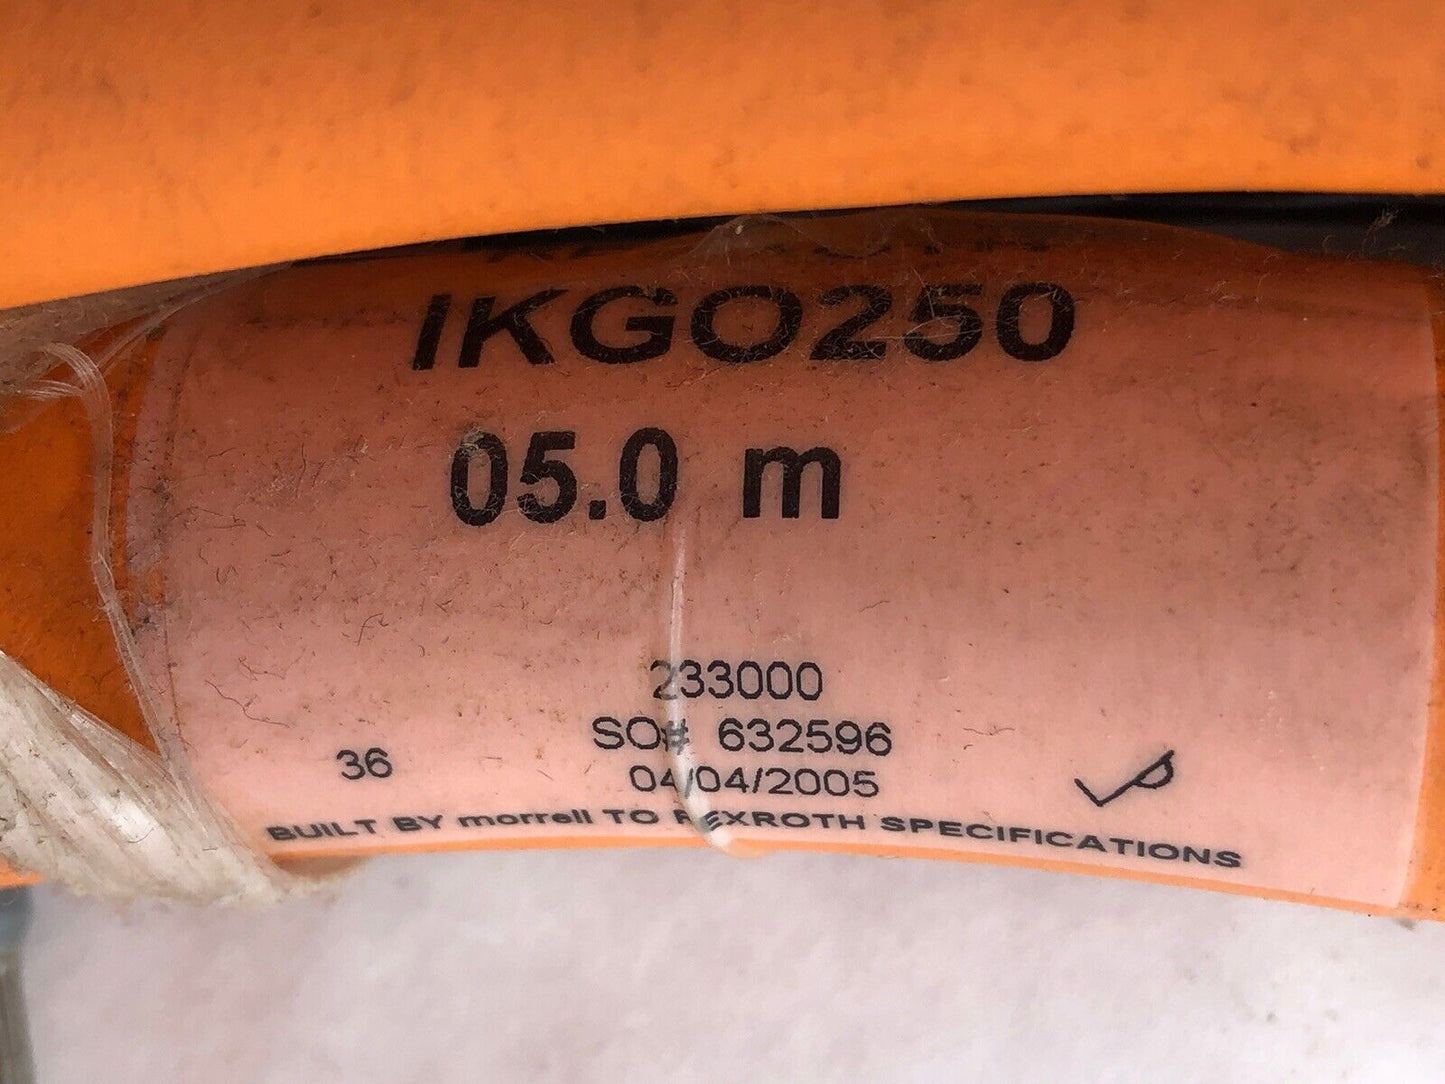 IKGO250
05.0 m
233000
SO# 632596
36
04/04/2005
BUILT BY morrell TO REXROTH SPECIFICATIONS